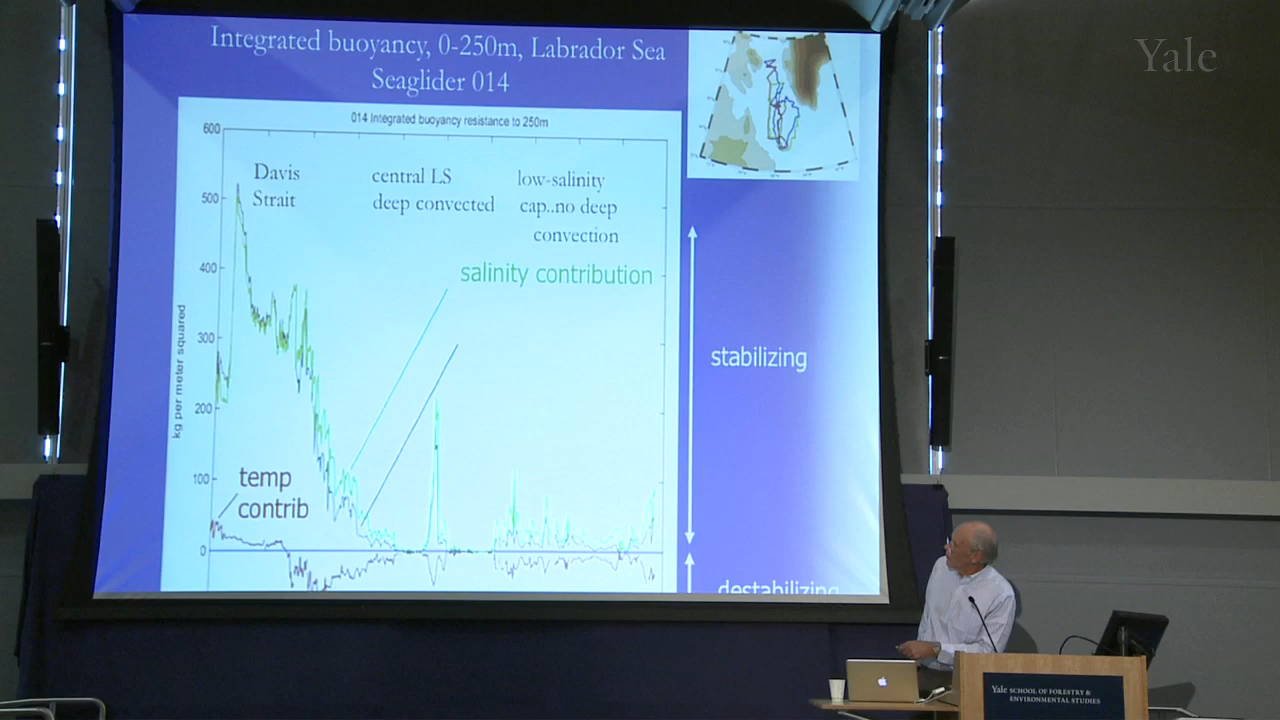 Yale
Integrated buoyancy, 0-250m, Labrador Sea
Seaglider 014
014 Integrated buoyancy resistance to 250m
600
500
400
300
200
100
0
kg per meter squared
Davis
Strait
central LS
deep convected
low-salinity
cap..no deep
convection
salinity contribution
temp
contrib
stabilizing
destabilizing
Yale SCHOOL OF FORESTRY &
ENVIRONMENTAL STUDIES